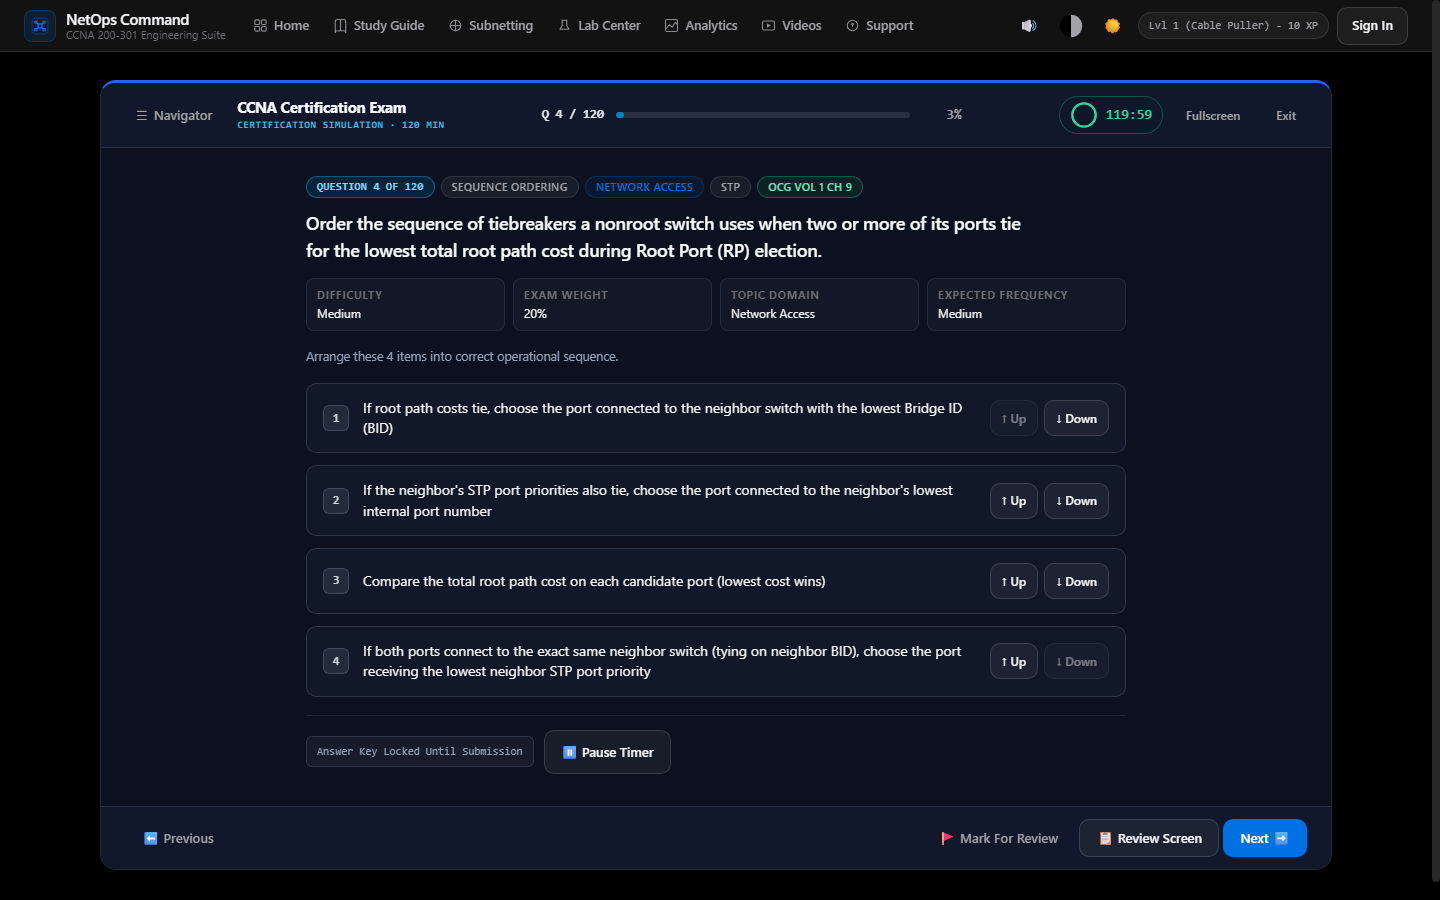 NetOps Command
CCNA 200-301 Engineering Suite
Home
Study Guide
Subnetting
Lab Center
Analytics
Videos
Support
Lvl 1 (Cable Puller) - 10 XP
Sign In
☰ Navigator
CCNA Certification Exam
CERTIFICATION SIMULATION · 120 MIN
Q 4 / 120
3%
119:59
Fullscreen
Exit
QUESTION 4 OF 120
SEQUENCE ORDERING
NETWORK ACCESS
STP
OCG VOL 1 CH 9
Order the sequence of tiebreakers a nonroot switch uses when two or more of its ports tie
for the lowest total root path cost during Root Port (RP) election.
DIFFICULTY
Medium
EXAM WEIGHT
20%
TOPIC DOMAIN
Network Access
EXPECTED FREQUENCY
Medium
Arrange these 4 items into correct operational sequence.
1
If root path costs tie, choose the port connected to the neighbor switch with the lowest Bridge ID
(BID)
↑ Up
↓ Down
2
If the neighbor's STP port priorities also tie, choose the port connected to the neighbor's lowest
internal port number
↑ Up
↓ Down
3
Compare the total root path cost on each candidate port (lowest cost wins)
↑ Up
↓ Down
4
If both ports connect to the exact same neighbor switch (tying on neighbor BID), choose the port
receiving the lowest neighbor STP port priority
↑ Up
↓ Down
Answer Key Locked Until Submission
⏸ Pause Timer
⬅ Previous
🚩 Mark For Review
📋 Review Screen
Next ➡